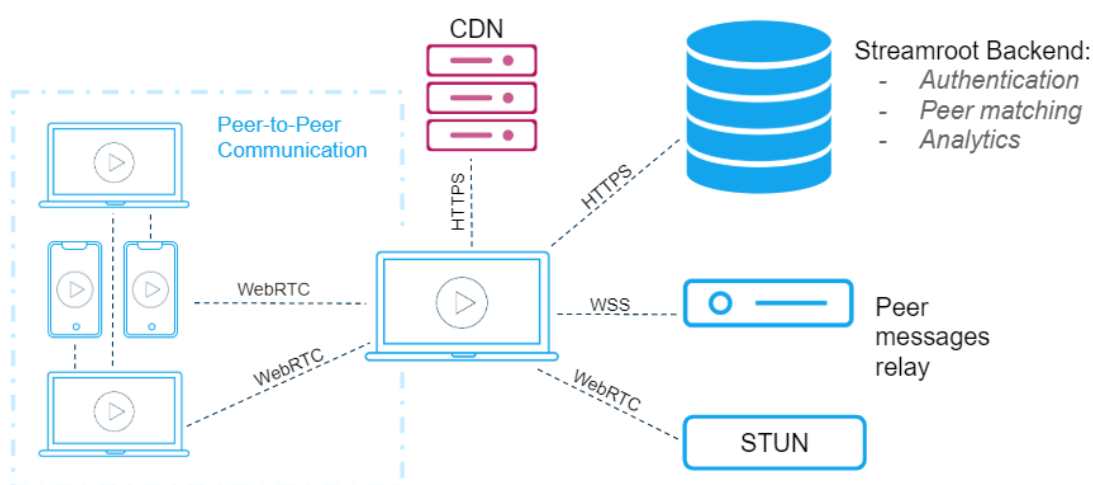 CDN
Streamroot Backend:
- Authentication
- Peer matching
- Analytics
Peer-to-Peer
Communication
HTTPS
HTTPS
WebRTC
WSS
Peer
messages
relay
WebRTC
WebRTC
STUN